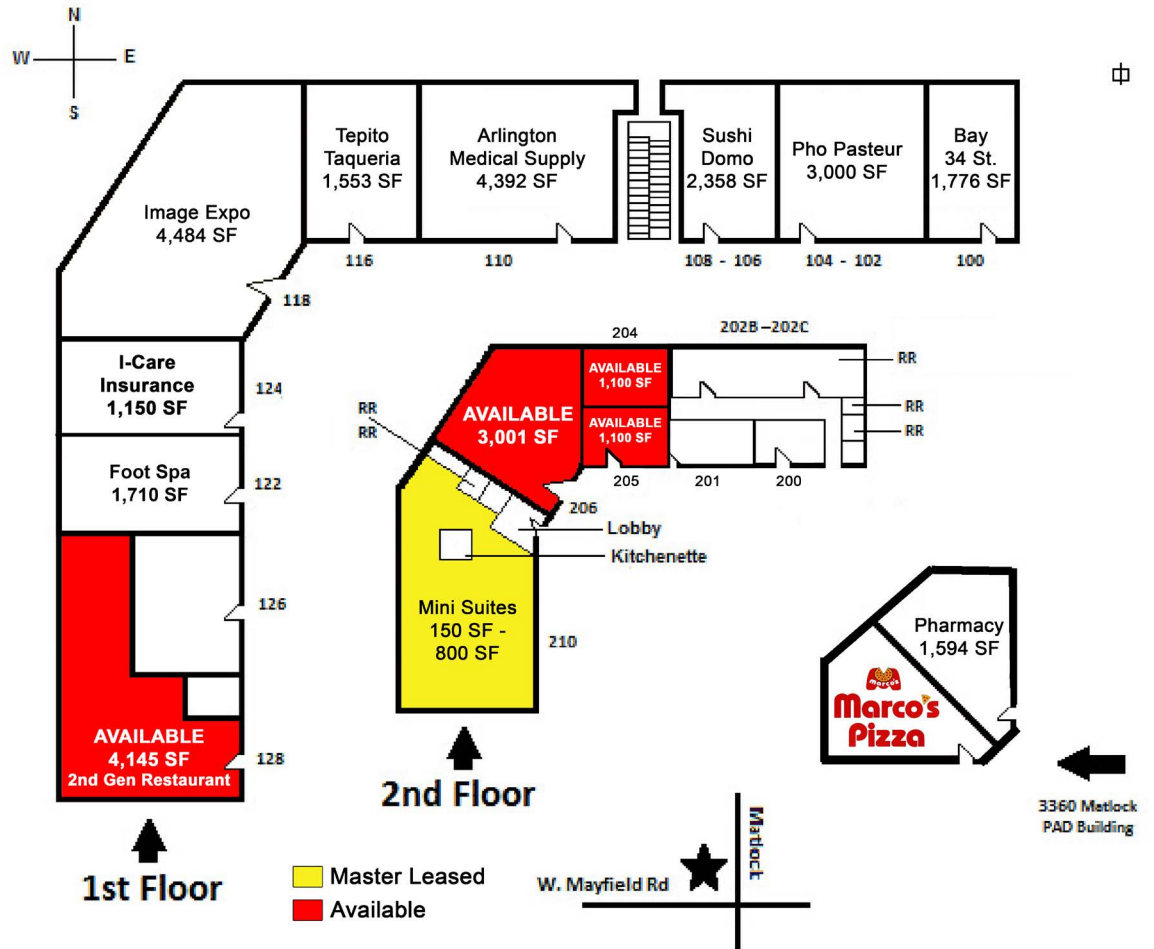 N
W
E
S
Tepito
Taqueria
1,553 SF
Arlington
Medical Supply
4,392 SF
Sushi
Domo
2,358 SF
Pho Pasteur
3,000 SF
Bay
34 St.
1,776 SF
Image Expo
4,484 SF
116
110
108 - 106
104 - 102
100
118
I-Care
Insurance
1,150 SF
124
Foot Spa
1,710 SF
122
126
AVAILABLE
4,145 SF
2nd Gen Restaurant
128
1st Floor
204
202B-202C
RR
RR
RR
AVAILABLE
1,100 SF
AVAILABLE
1,100 SF
AVAILABLE
3,001 SF
RR
RR
205
201
200
206
Lobby
Kitchenette
Mini Suites
150 SF -
800 SF
210
2nd Floor
Pharmacy
1,594 SF
Marco's
Marco's
Pizza
3360 Matlock
PAD Building
Master Leased
Available
W. Mayfield Rd
Matlock